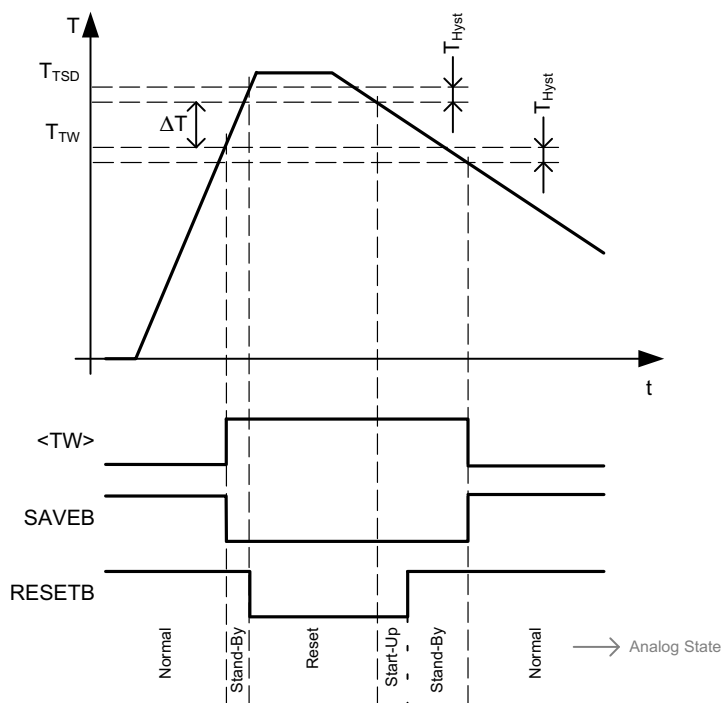 T
T_Hyst
T_TSD
T_Hyst
ΔT
T_TW
t
<TW>
SAVEB
RESETB
Normal
Stand-By
Reset
Start-Up
Stand-By
Normal
Analog State